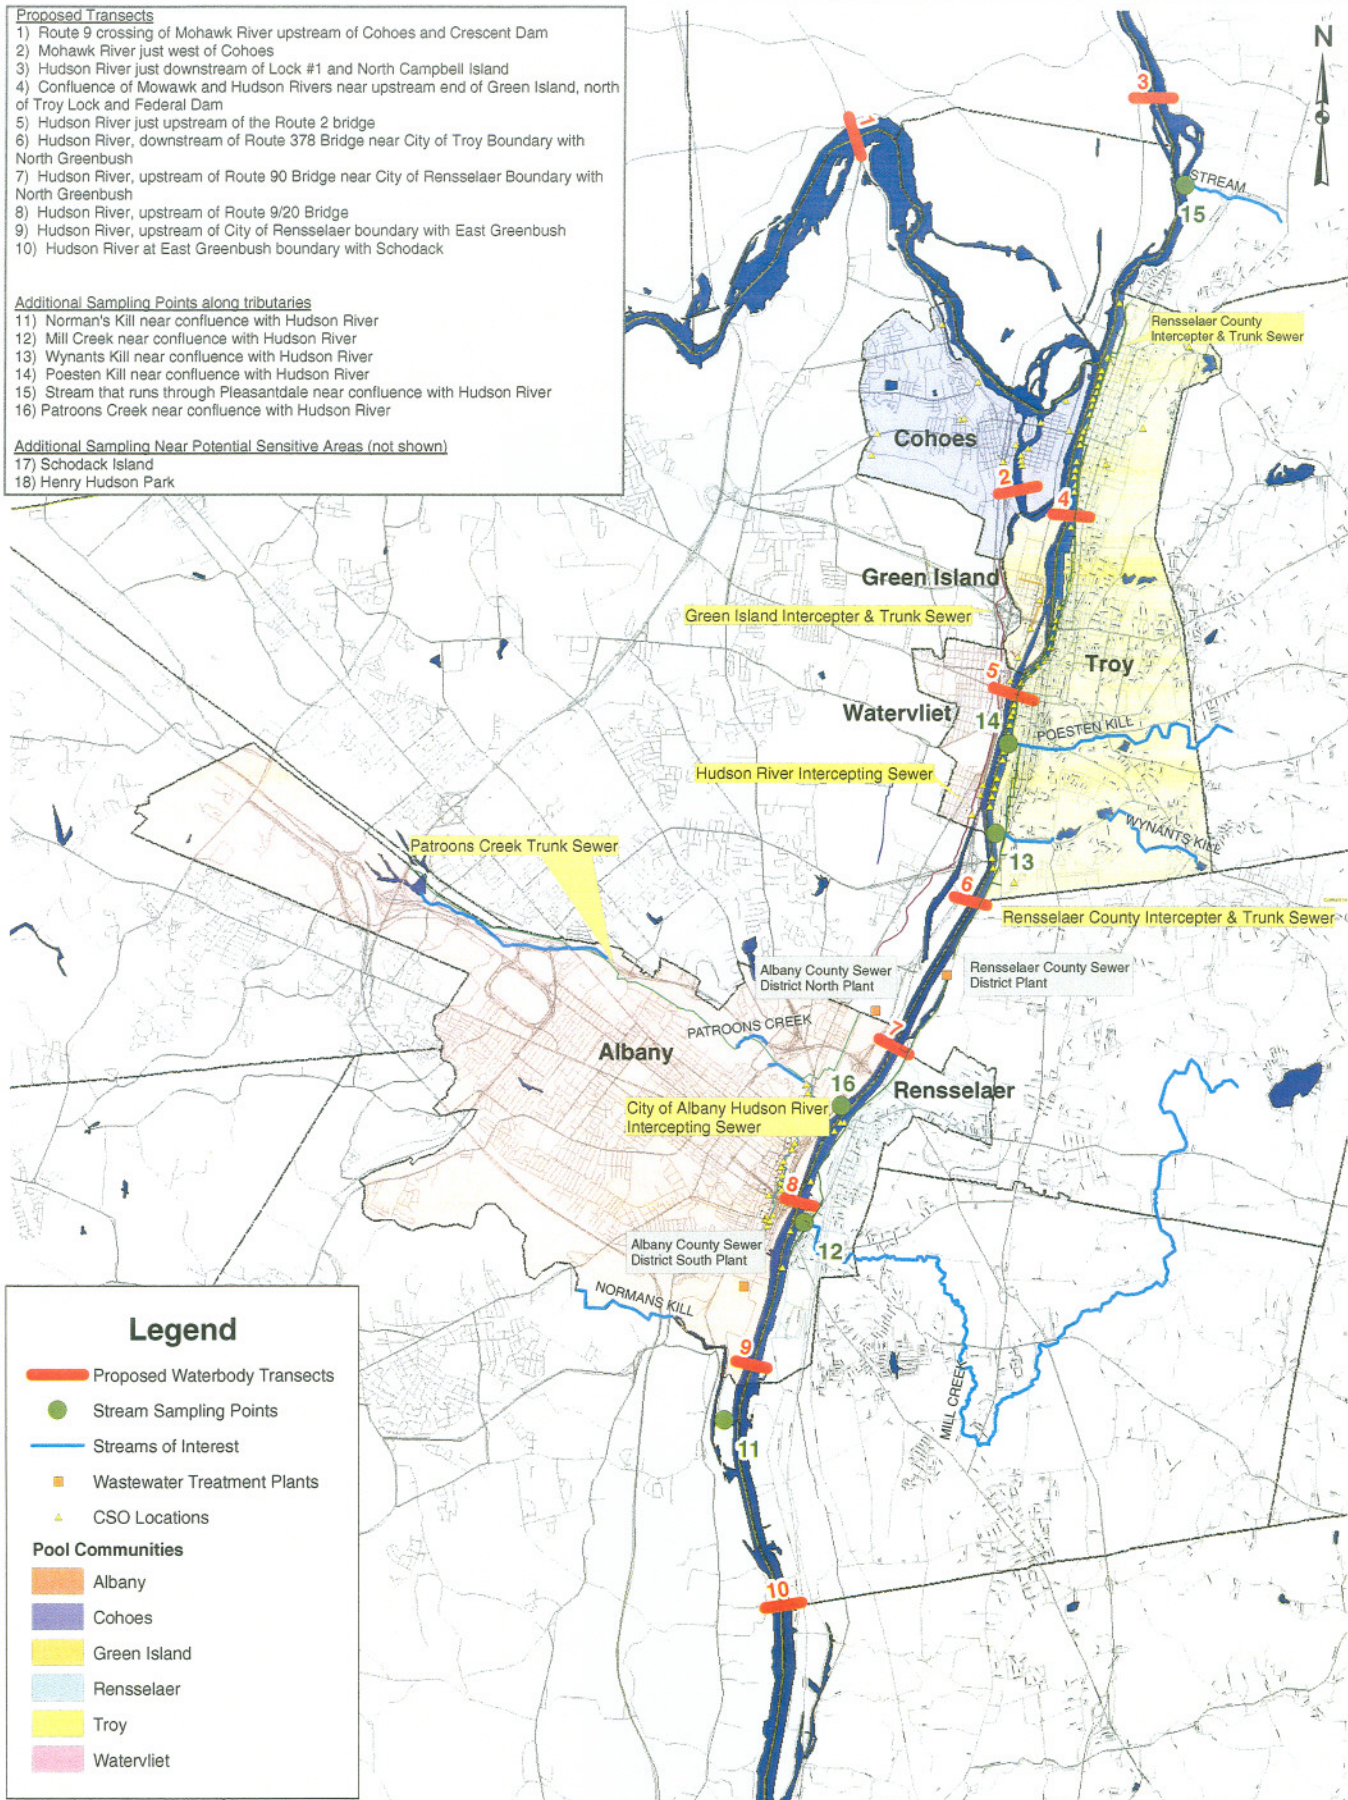 Proposed Transects
1) Route 9 crossing of Mohawk River upstream of Cohoes and Crescent Dam
2) Mohawk River just west of Cohoes
3) Hudson River just downstream of Lock #1 and North Campbell Island
4) Confluence of Mowawk and Hudson Rivers near upstream end of Green Island, north
of Troy Lock and Federal Dam
5) Hudson River just upstream of the Route 2 bridge
6) Hudson River, downstream of Route 378 Bridge near City of Troy Boundary with
North Greenbush
7) Hudson River, upstream of Route 90 Bridge near City of Rensselaer Boundary with
North Greenbush
8) Hudson River, upstream of Route 9/20 Bridge
9) Hudson River, upstream of City of Rensselaer boundary with East Greenbush
10) Hudson River at East Greenbush boundary with Schodack
Additional Sampling Points along tributaries
11) Norman's Kill near confluence with Hudson River
12) Mill Creek near confluence with Hudson River
13) Wynants Kill near confluence with Hudson River
14) Poesten Kill near confluence with Hudson River
15) Stream that runs through Pleasantdale near confluence with Hudson River
16) Patroons Creek near confluence with Hudson River
Additional Sampling Near Potential Sensitive Areas (not shown)
17) Schodack Island
18) Henry Hudson Park
N
3
1
STREAM
15
Rensselaer County
Intercepter & Trunk Sewer
Cohoes
2
4
Green Island
Green Island Intercepter & Trunk Sewer
Troy
5
Watervliet
14
POESTEN KILL
Hudson River Intercepting Sewer
WYNANTS KILL
Patroons Creek Trunk Sewer
13
6
Rensselaer County Intercepter & Trunk Sewer
Albany County Sewer
District North Plant
Rensselaer County Sewer
District Plant
PATROONS CREEK
7
Albany
16
Rensselaer
City of Albany Hudson River
Intercepting Sewer
8
12
Albany County Sewer
District South Plant
NORMANS KILL
9
MILL CREEK
11
10
Legend
Proposed Waterbody Transects
Stream Sampling Points
Streams of Interest
Wastewater Treatment Plants
CSO Locations
Pool Communities
Albany
Cohoes
Green Island
Rensselaer
Troy
Watervliet